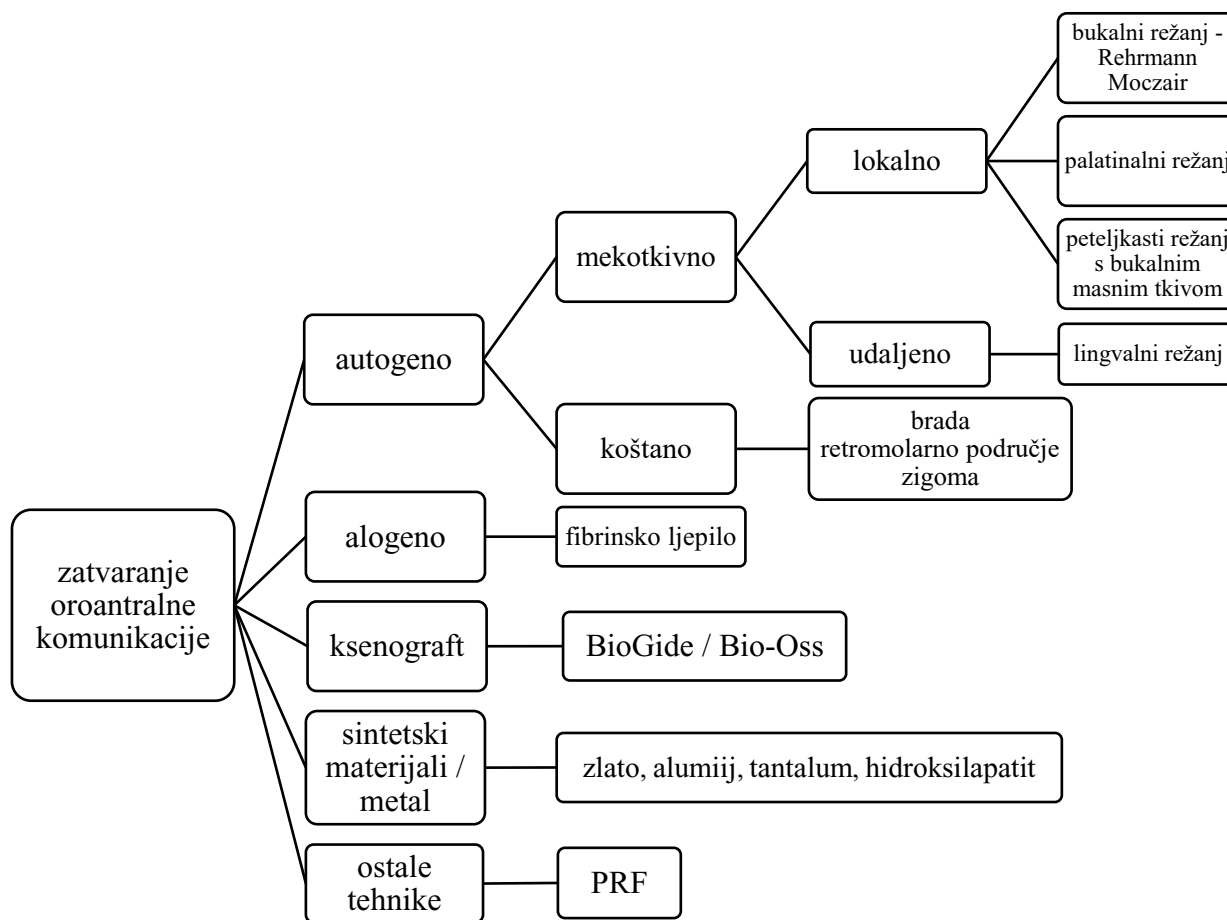 zatvaranje
oroantralne
komunikacije
autogeno
mekotkivno
lokalno
bukalni režanj -
Rehrmann
Moczair
palatinalni režanj
peteljkasti režanj
s bukalnim
masnim tkivom
udaljeno
lingvalni režanj
koštano
brada
retromolarno područje
zigoma
alogeno
fibrinsko ljepilo
ksenograft
BioGide / Bio-Oss
sintetski
materijali /
metal
zlato, alumiij, tantalum, hidroksilapatit
ostale
tehnike
PRF